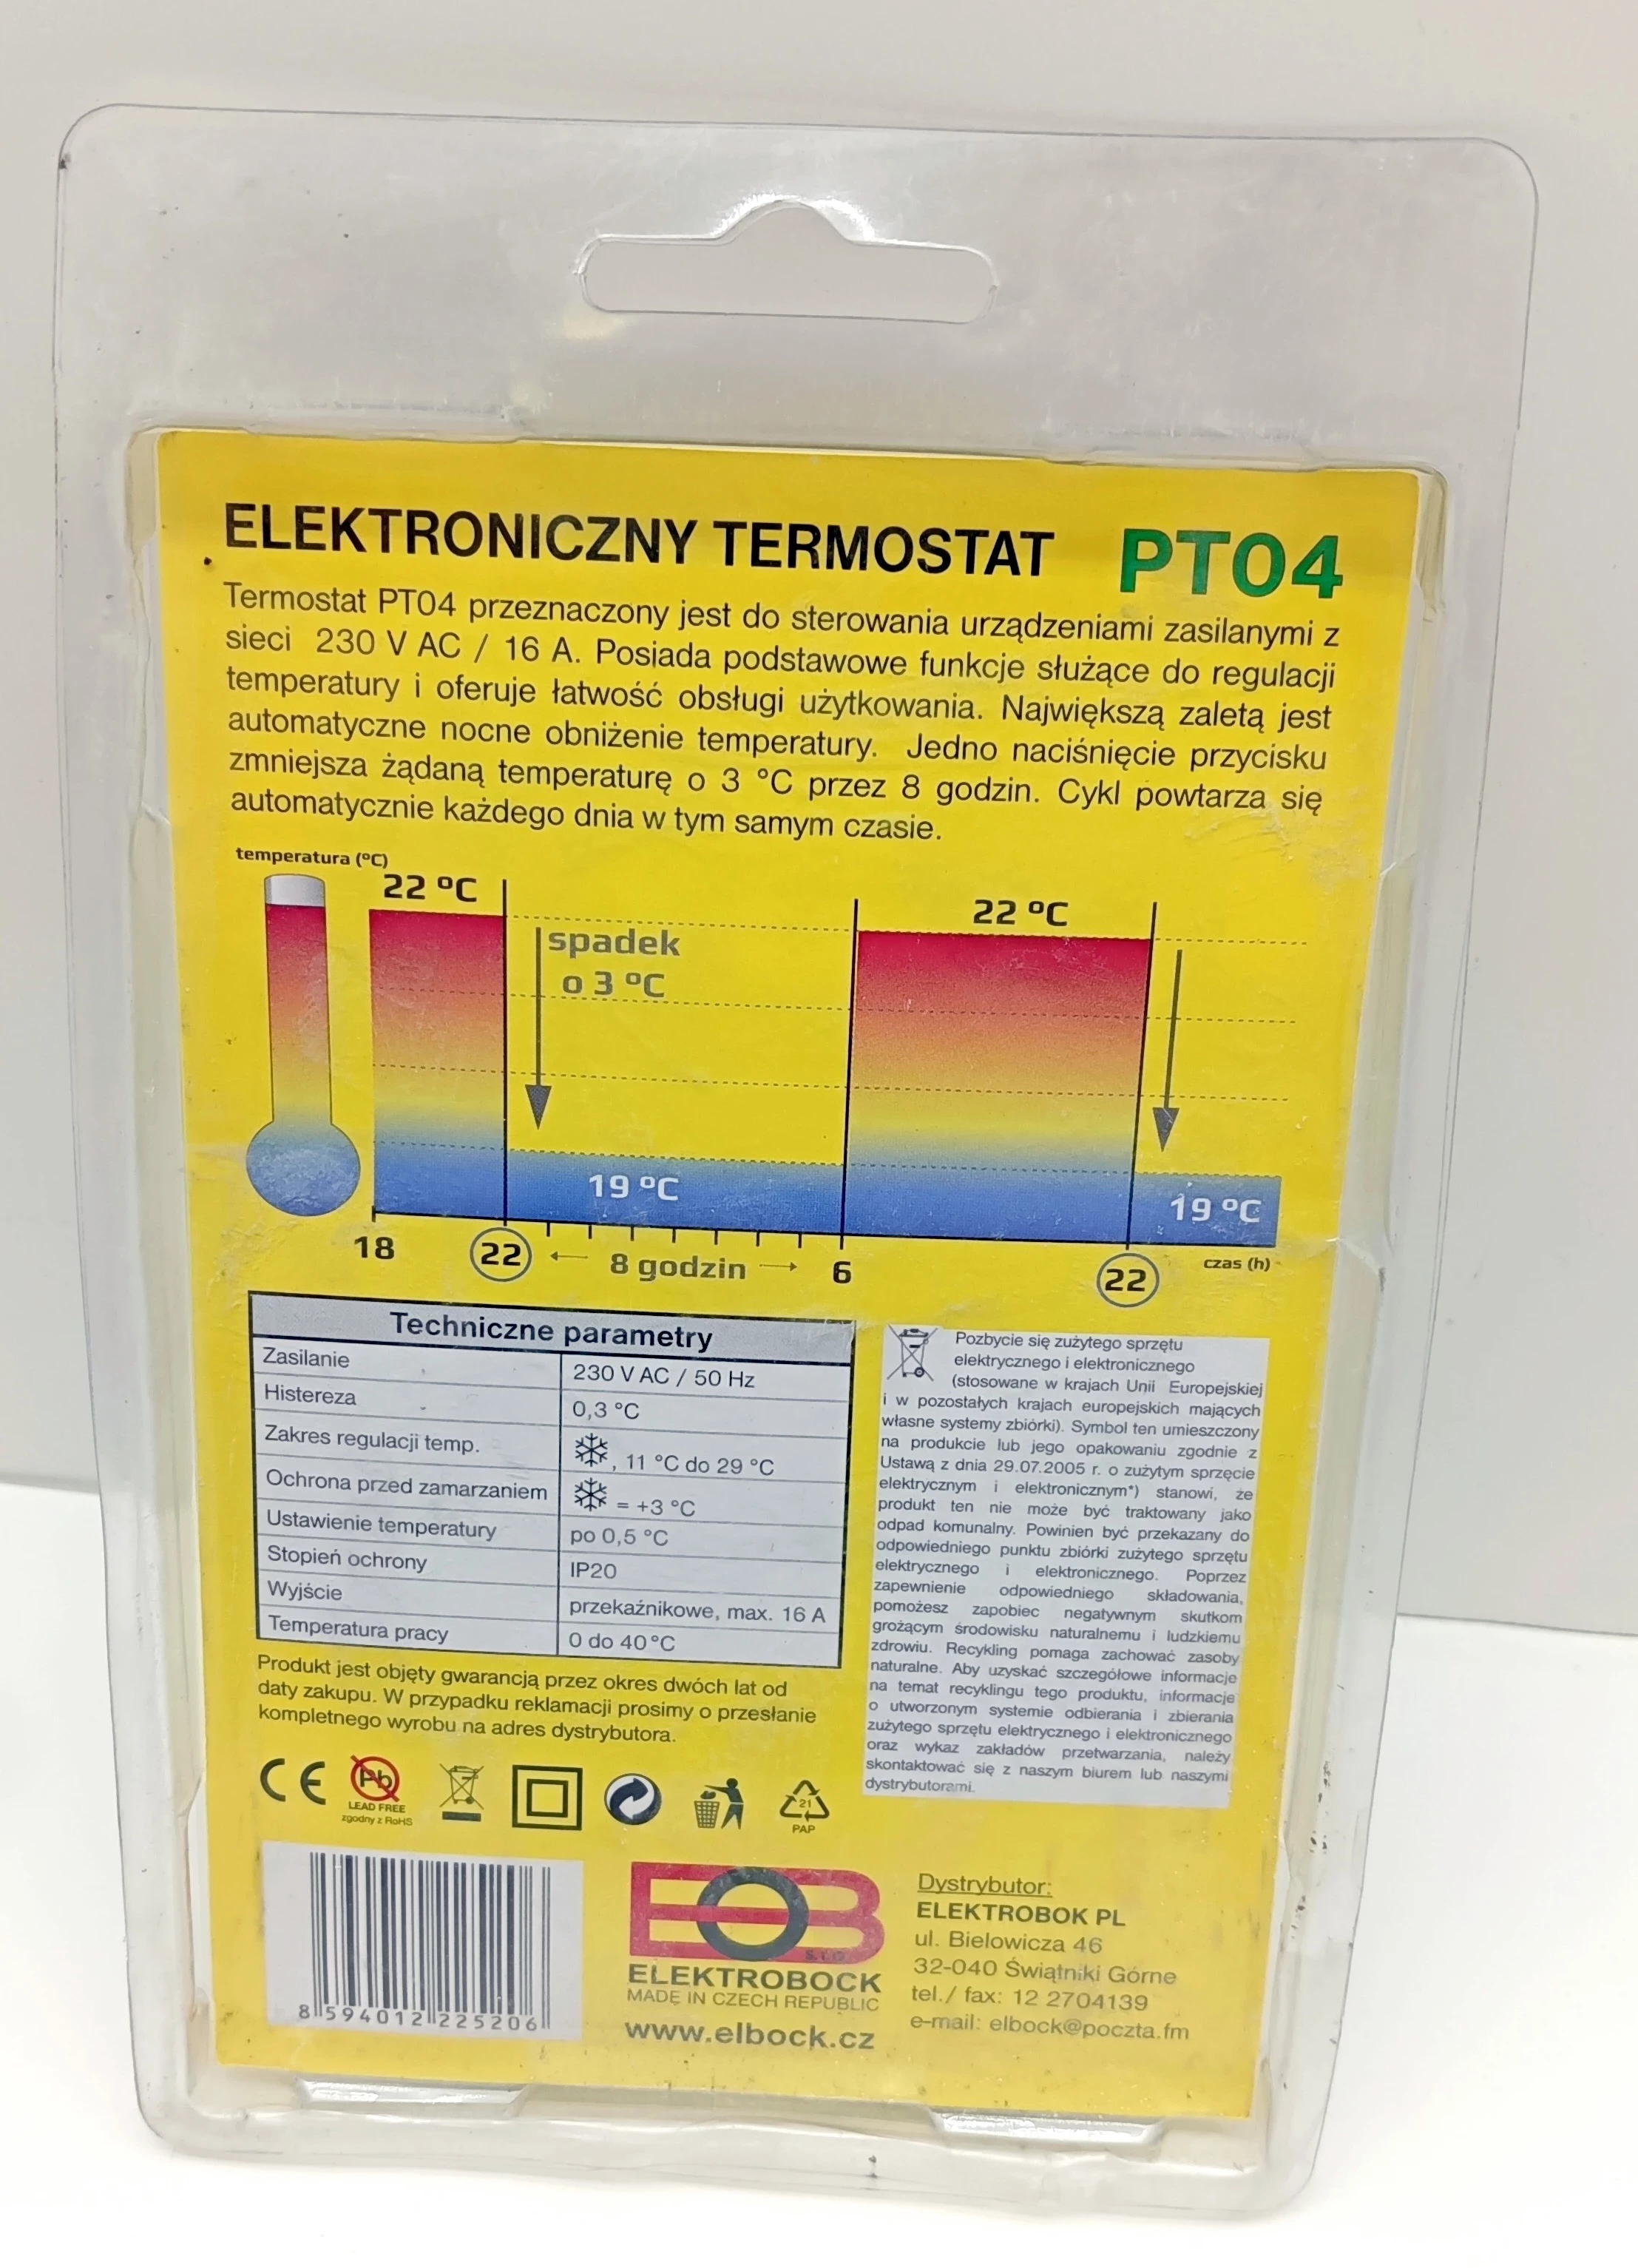 ELEKTRONICZNY TERMOSTAT PT04
Termostat PT04 przeznaczony jest do sterowania urządzeniami zasilanymi z
sieci 230 V AC / 16 A. Posiada podstawowe funkcje służące do regulacji
temperatury i oferuje łatwość obsługi użytkowania. Największą zaletą jest
automatyczne nocne obniżenie temperatury. Jedno naciśnięcie przycisku
zmniejsza żądaną temperaturę o 3 °C przez 8 godzin. Cykl powtarza się
automatycznie każdego dnia w tym samym czasie.
temperatura (ºC)
22 ºC
22 ºC
spadek
o 3 ºC
19 ºC
19 ºC
18
22
8 godzin
6
22
czas (h)
Techniczne parametry
Zasilanie 230 V AC / 50 Hz
Histereza 0,3 °C
Zakres regulacji temp. , 11 °C do 29 °C
Ochrona przed zamarzaniem = +3 °C
Ustawienie temperatury po 0,5 °C
Stopień ochrony IP20
Wyjście przekaźnikowe, max. 16 A
Temperatura pracy 0 do 40°C
Produkt jest objęty gwarancją przez okres dwóch lat od
daty zakupu. W przypadku reklamacji prosimy o przesłanie
kompletnego wyrobu na adres dystrybutora.
Pozbycie się zużytego sprzętu
elektrycznego i elektronicznego
(stosowane w krajach Unii Europejskiej
i w pozostałych krajach europejskich mających
własne systemy zbiórki). Symbol ten umieszczony
na produkcie lub jego opakowaniu zgodnie z
Ustawą z dnia 29.07.2005 r. o zużytym sprzęcie
elektrycznym i elektronicznym*) stanowi, że
produkt ten nie może być traktowany jako
odpad komunalny. Powinien być przekazany do
odpowiedniego punktu zbiórki zużytego sprzętu
elektrycznego i elektronicznego. Poprzez
zapewnienie odpowiedniego składowania,
pomożesz zapobiec negatywnym skutkom
grożącym środowisku naturalnemu i ludzkiemu
zdrowiu. Recykling pomaga zachować zasoby
naturalne. Aby uzyskać szczegółowe informacje
na temat recyklingu tego produktu, informacje
o utworzonym systemie odbierania i zbierania
zużytego sprzętu elektrycznego i elektronicznego
oraz wykaz zakładów przetwarzania, należy
skontaktować się z naszym biurem lub naszymi
dystrybutorami.
CE
Pb
LEAD FREE
zgodny z RoHS
21
PAP
8 594012 225206
EOB
s.r.o.
ELEKTROBOCK
MADE IN CZECH REPUBLIC
www.elbock.cz
Dystrybutor:
ELEKTROBOK PL
ul. Bielowicza 46
32-040 Świątniki Górne
tel./ fax: 12 2704139
e-mail: elbock@poczta.fm